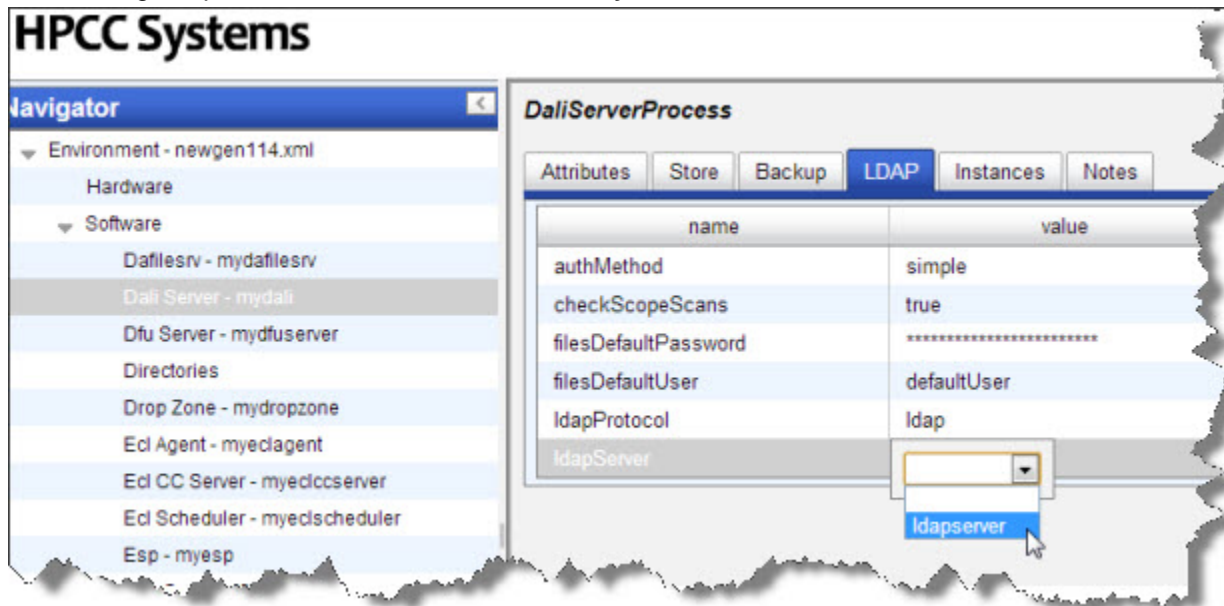 HPCC Systems
Navigator
Environment - newgen114.xml
Hardware
Software
Dafilesrv - mydafilesrv
Dali Server - mydali
Dfu Server - mydfuserver
Directories
Drop Zone - mydropzone
Ecl Agent - myeclagent
Ecl CC Server - myeclccserver
Ecl Scheduler - myeclscheduler
Esp - myesp
DaliServerProcess
Attributes Store Backup LDAP Instances Notes
name value
authMethod simple
checkScopeScans true
filesDefaultPassword ************************
filesDefaultUser defaultUser
ldapProtocol ldap
ldapServer
ldapserver